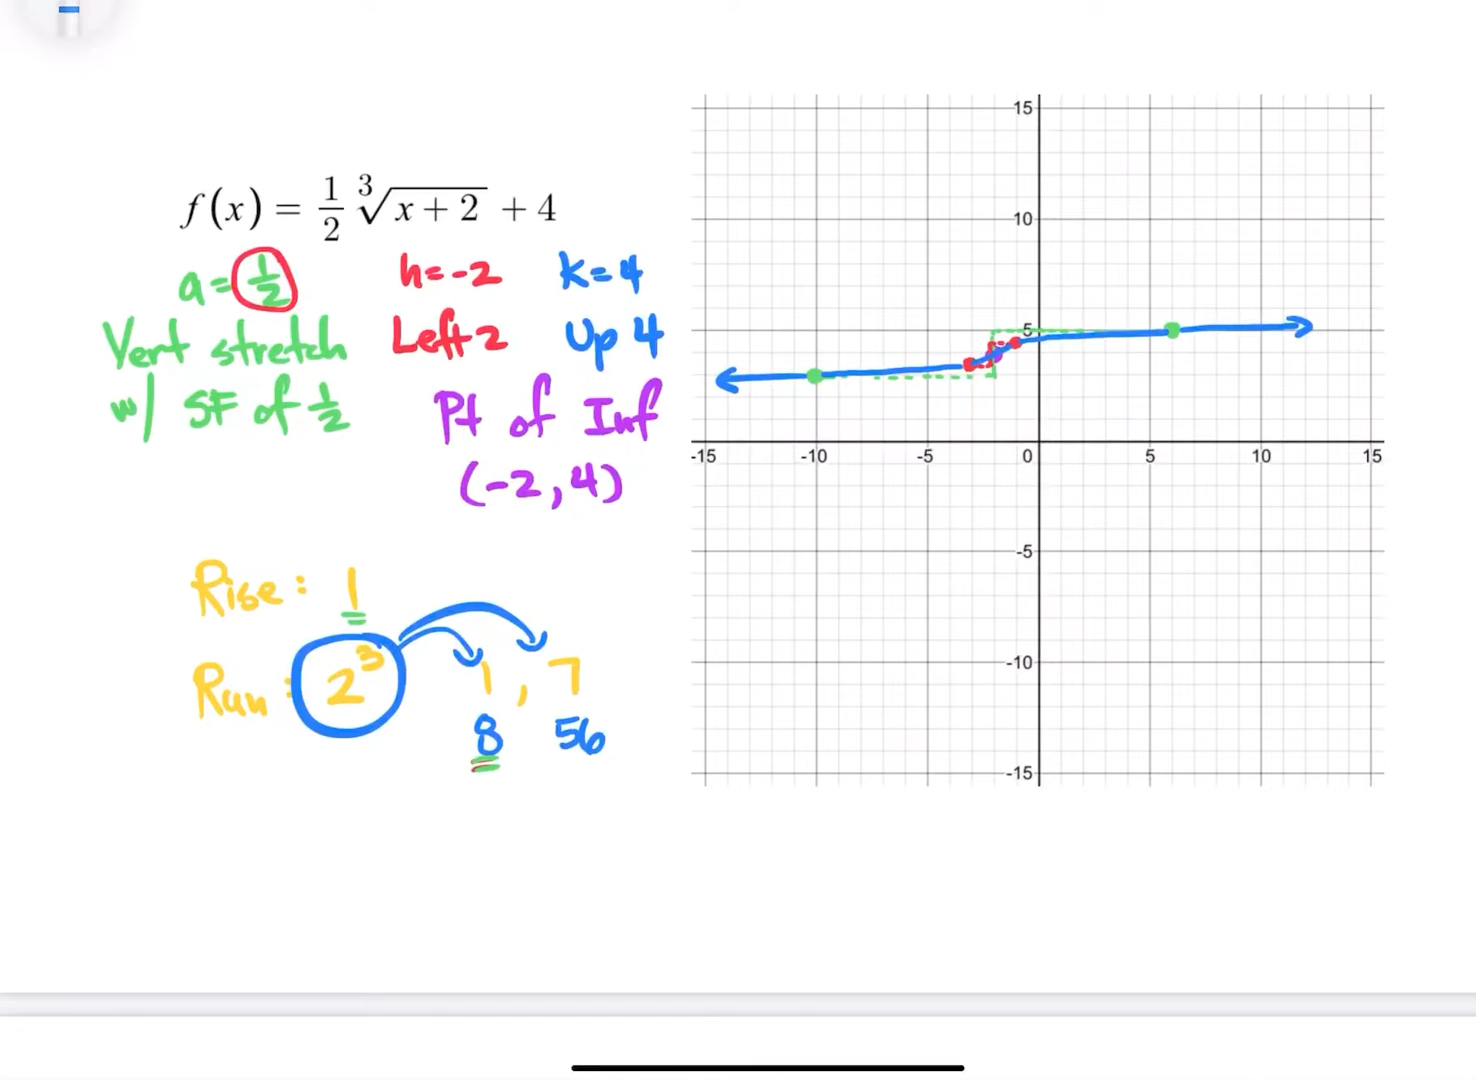 f(x) = 1/2 ∛(x + 2) + 4
a = 1/2 h = -2 k = 4
Vert stretch Left 2 Up 4
w/ SF of 1/2 Pt of Inf
(-2, 4)
Rise: 1
Run: 2³ 1, 7
8 56
15
10
5
-15 -10 -5 0 5 10 15
-5
-10
-15